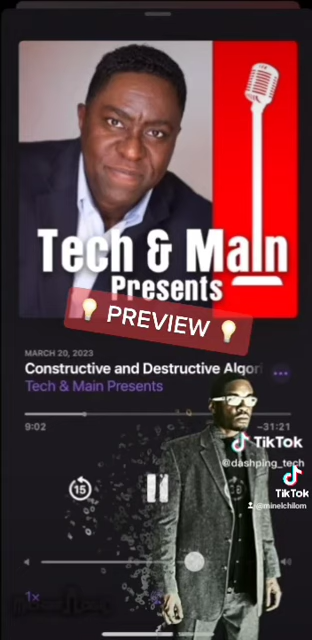 Tech & Main
Presents
💡 PREVIEW 💡
MARCH 20, 2023
Constructive and Destructive Algori
Tech & Main Presents
9:02
-31:21
TikTok
@dashping_tech
15
TikTok
@minelchilom
1x